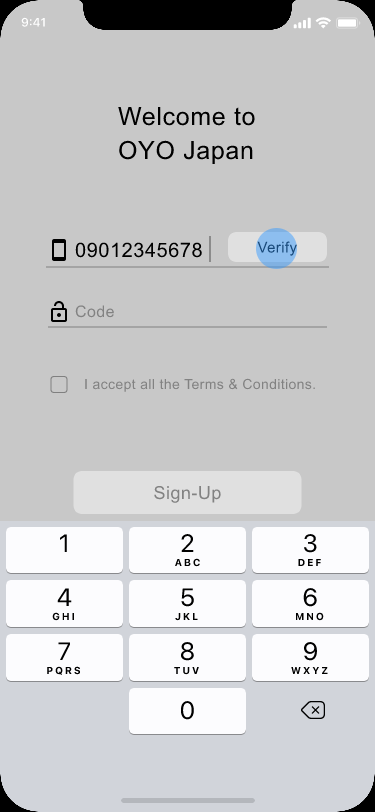 9:41
Welcome to
OYO Japan
09012345678 Verify
Code
I accept all the Terms & Conditions.
Sign-Up
1 2 3
ABC DEF
4 5 6
GHI JKL MNO
7 8 9
PQRS TUV WXYZ
0